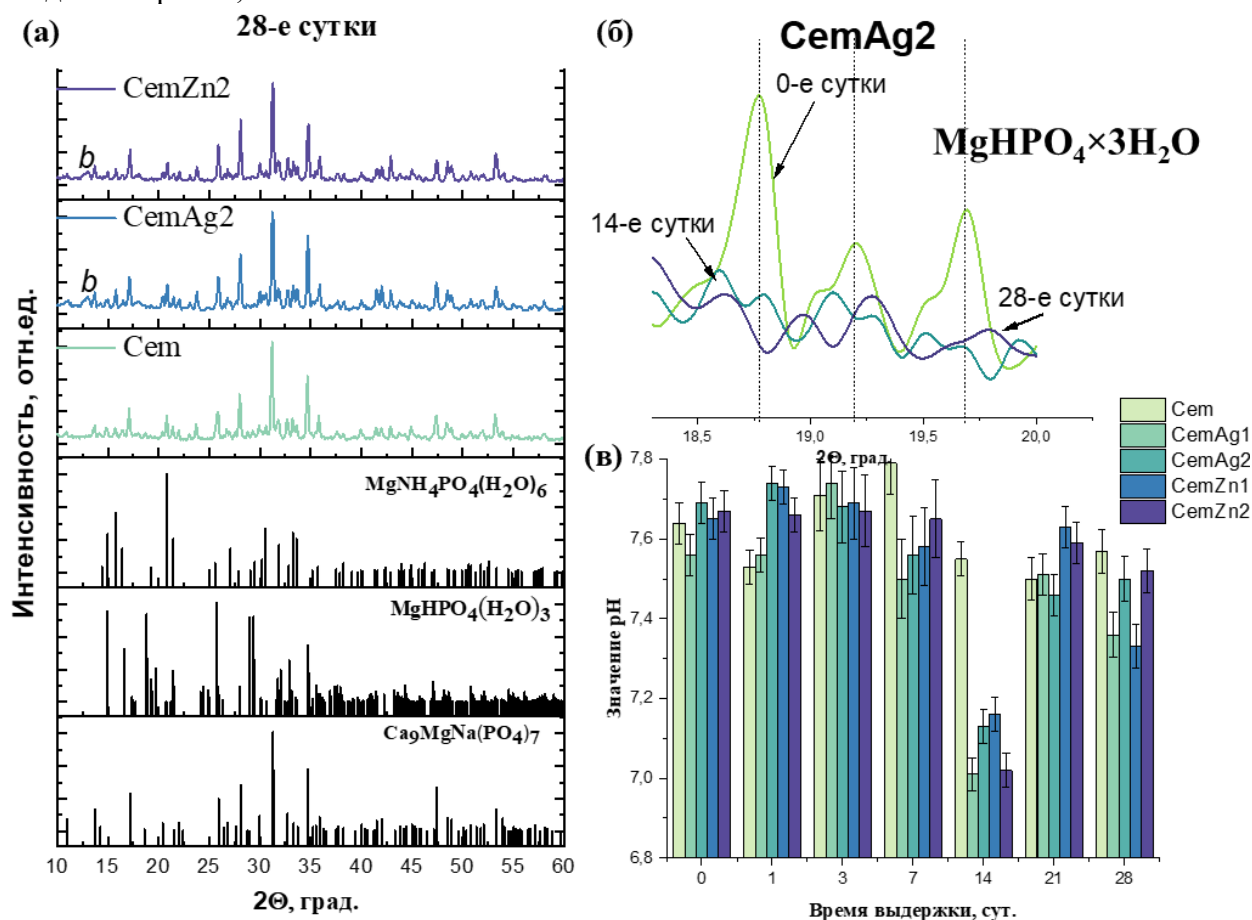 (а)
28-е сутки
CemZn2
b
CemAg2
b
Cem
MgNH4PO4(H2O)6
MgHPO4(H2O)3
Ca9MgNa(PO4)7
Интенсивность, отн.ед.
10 15 20 25 30 35 40 45 50 55 60
2Θ, град.
(б)
CemAg2
0-е сутки
MgHPO4×3H2O
14-е сутки
28-е сутки
18,5 19,0 19,5 20,0
2Θ, град.
Cem
CemAg1
CemAg2
CemZn1
CemZn2
(в)
7,8
7,6
7,4
7,2
7,0
6,8
Значение pH
0 1 3 7 14 21 28
Время выдержки, сут.